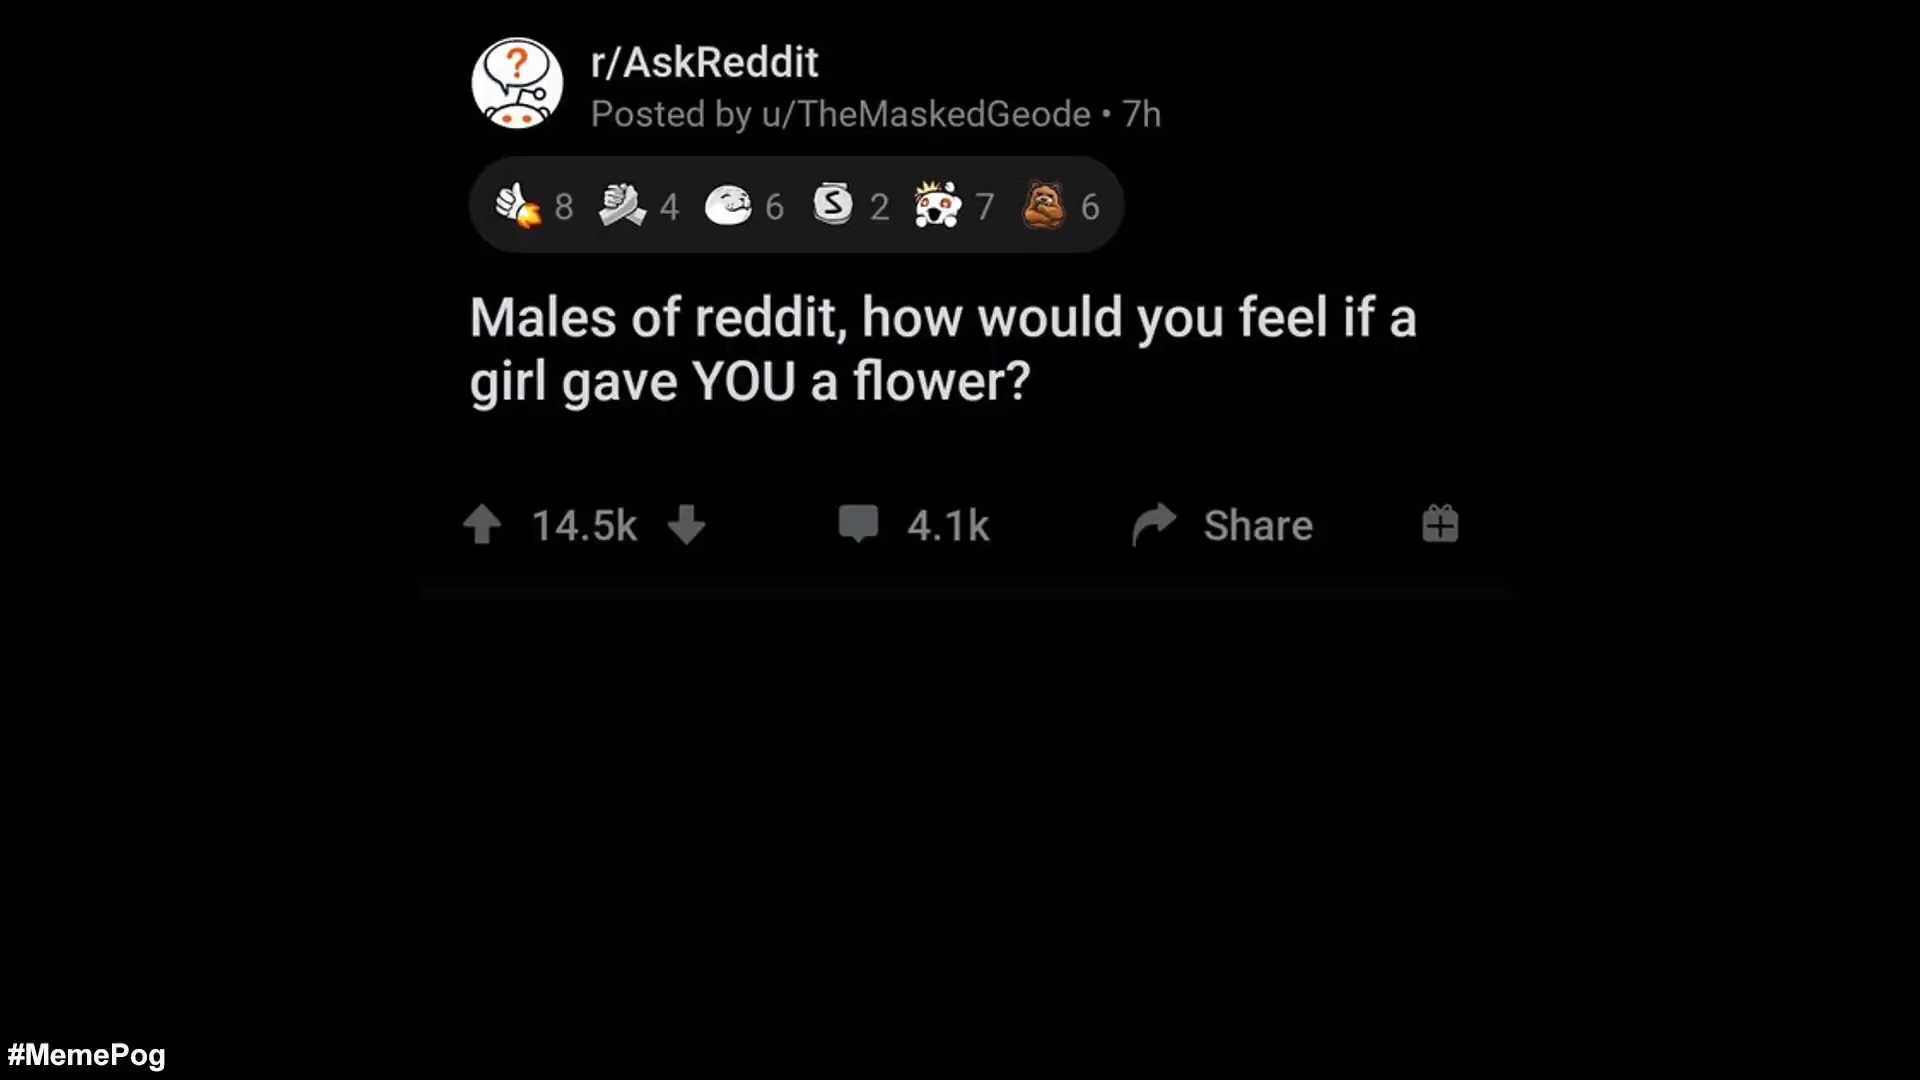 r/AskReddit
Posted by u/TheMaskedGeode • 7h
8 4 6 S 2 7 6
Males of reddit, how would you feel if a
girl gave YOU a flower?
14.5k 4.1k Share
#MemePog